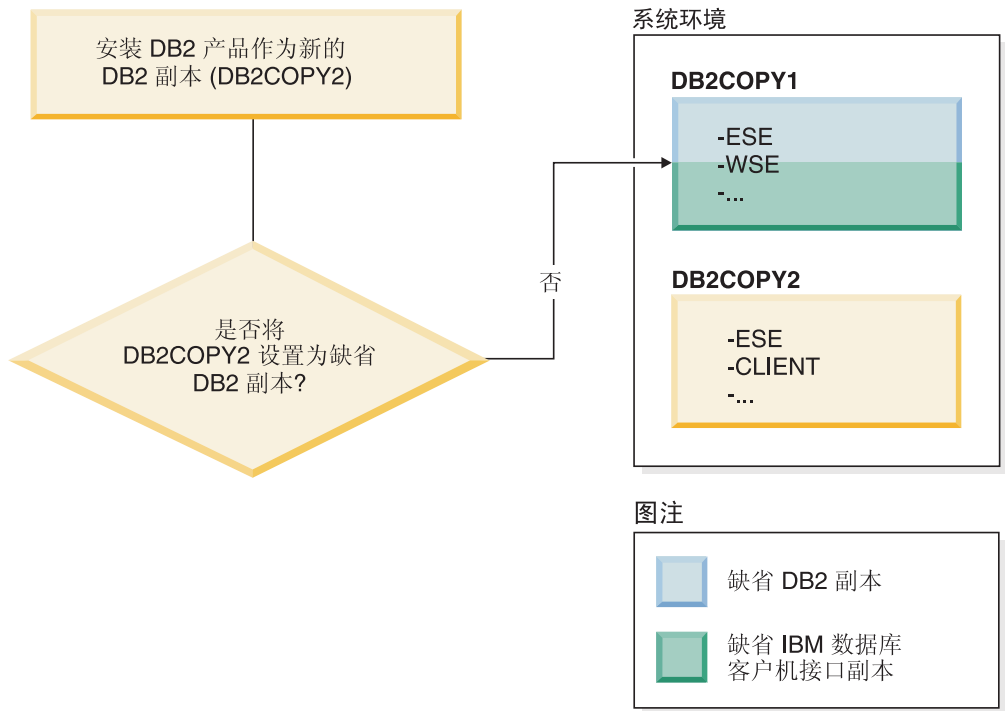 安装 DB2 产品作为新的
DB2 副本 (DB2COPY2)
是否将
DB2COPY2 设置为缺省
DB2 副本?
否
系统环境
DB2COPY1
-ESE
-WSE
-...
DB2COPY2
-ESE
-CLIENT
-...
图注
缺省 DB2 副本
缺省 IBM 数据库
客户机接口副本